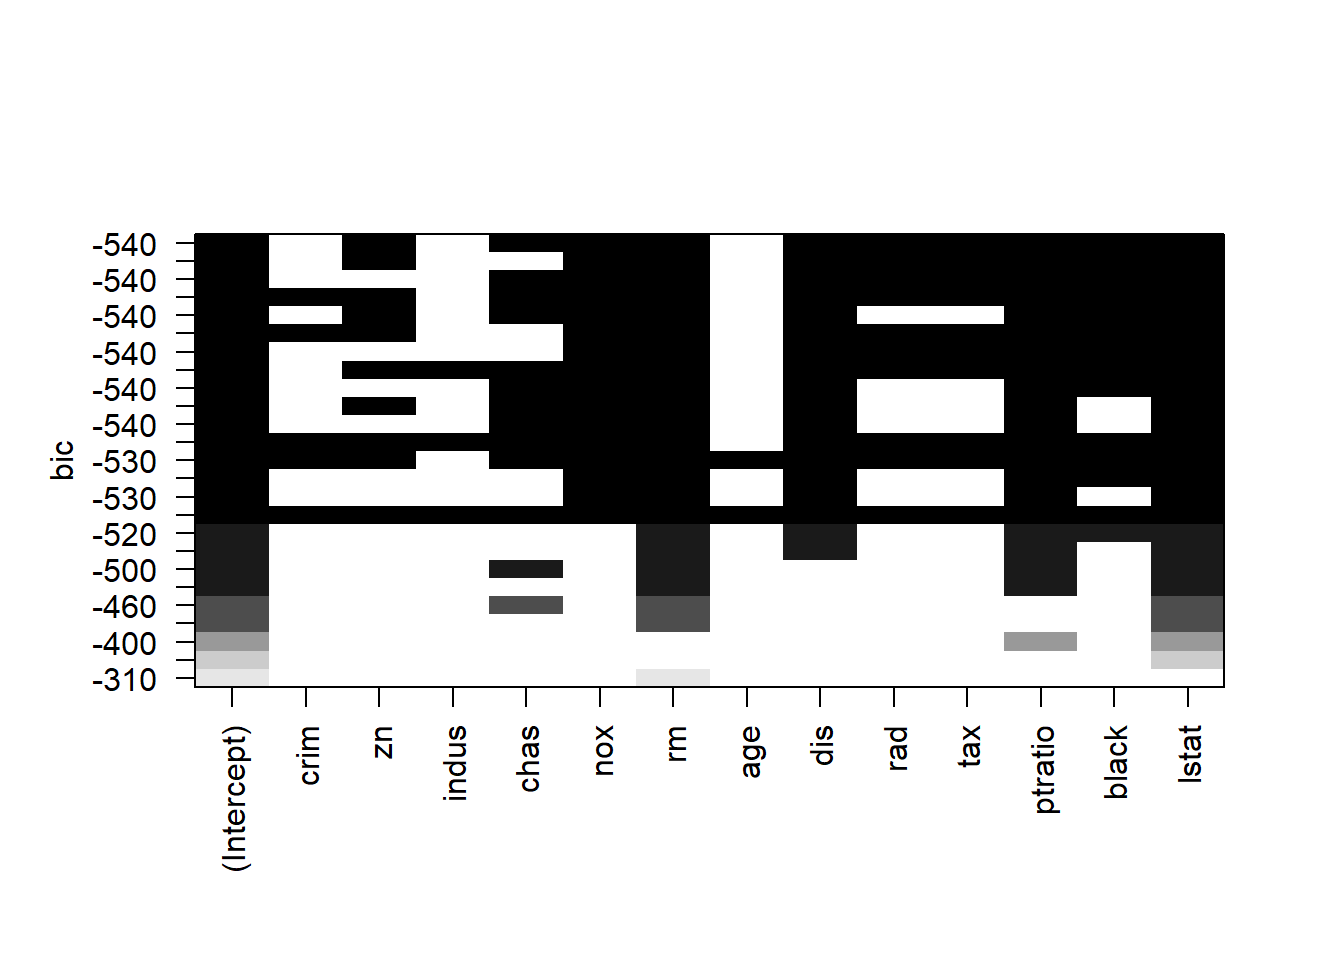 bic
-540
-540
-540
-540
-540
-540
-530
-530
-520
-500
-460
-400
-310
(Intercept)
crim
zn
indus
chas
nox
rm
age
dis
rad
tax
ptratio
black
lstat